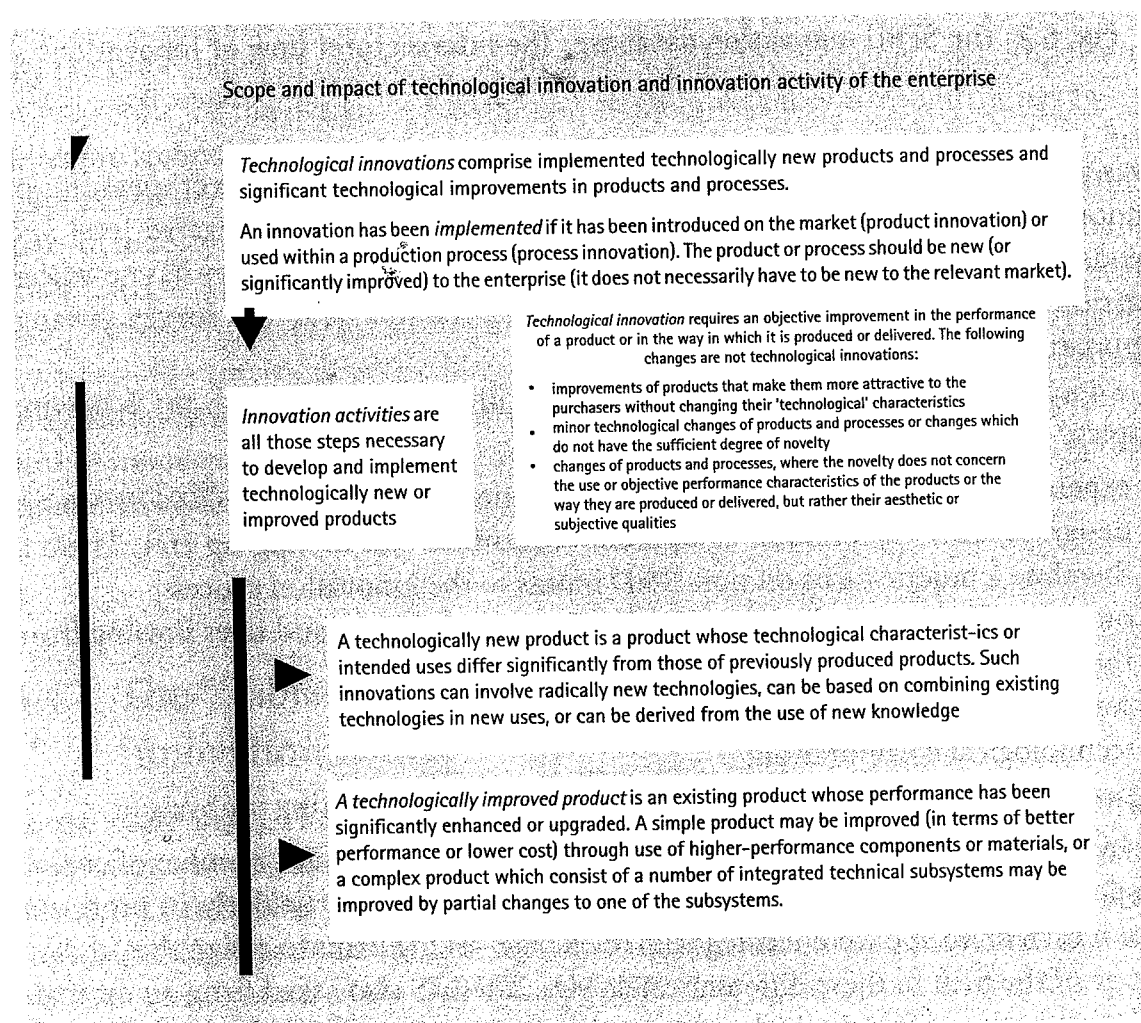 Scope and impact of technological innovation and innovation activity of the enterprise
Technological innovations comprise implemented technologically new products and processes and
significant technological improvements in products and processes.
An innovation has been implemented if it has been introduced on the market (product innovation) or
used within a production process (process innovation). The product or process should be new (or
significantly improved) to the enterprise (it does not necessarily have to be new to the relevant market).
Technological innovation requires an objective improvement in the performance
of a product or in the way in which it is produced or delivered. The following
changes are not technological innovations:
• improvements of products that make them more attractive to the
purchasers without changing their 'technological' characteristics
• minor technological changes of products and processes or changes which
do not have the sufficient degree of novelty
• changes of products and processes, where the novelty does not concern
the use or objective performance characteristics of the products or the
way they are produced or delivered, but rather their aesthetic or
subjective qualities
Innovation activities are
all those steps necessary
to develop and implement
technologically new or
improved products
A technologically new product is a product whose technological characterist-ics or
intended uses differ significantly from those of previously produced products. Such
innovations can involve radically new technologies, can be based on combining existing
technologies in new uses, or can be derived from the use of new knowledge
A technologically improved product is an existing product whose performance has been
significantly enhanced or upgraded. A simple product may be improved (in terms of better
performance or lower cost) through use of higher-performance components or materials, or
a complex product which consist of a number of integrated technical subsystems may be
improved by partial changes to one of the subsystems.